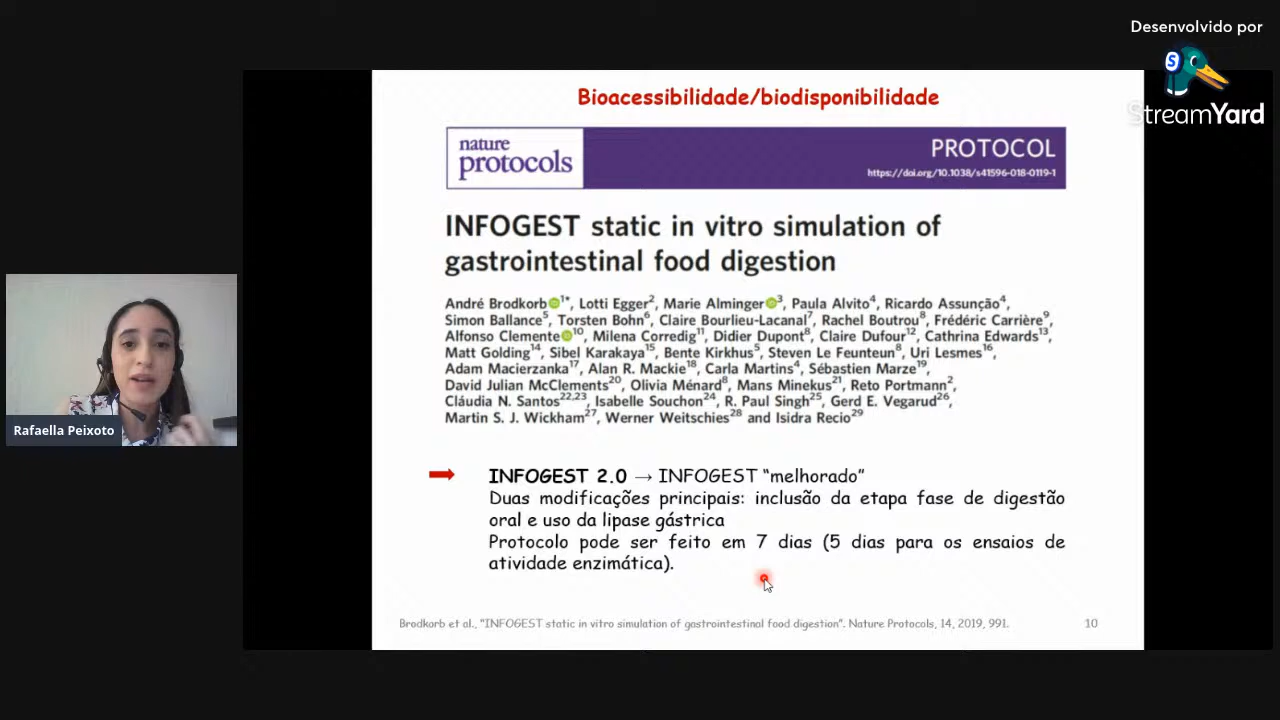 Desenvolvido por
S
StreamYard
Bioacessibilidade/biodisponibilidade
nature
protocols
PROTOCOL
https://doi.org/10.1038/s41596-018-0119-1
INFOGEST static in vitro simulation of
gastrointestinal food digestion
André Brodkorb 1*, Lotti Egger2, Marie Alminger 3, Paula Alvito4, Ricardo Assunção4,
Simon Ballance5, Torsten Bohn6, Claire Bourlieu-Lacanal7, Rachel Boutrou8, Frédéric Carrière9,
Alfonso Clemente 10, Milena Corredig11, Didier Dupont8, Claire Dufour12, Cathrina Edwards13,
Matt Golding14, Sibel Karakaya15, Bente Kirkhus5, Steven Le Feunteun8, Uri Lesmes16,
Adam Macierzanka17, Alan R. Mackie18, Carla Martins4, Sébastien Marze19,
David Julian McClements20, Olivia Ménard8, Mans Minekus21, Reto Portmann2,
Cláudia N. Santos22,23, Isabelle Souchon24, R. Paul Singh25, Gerd E. Vegarud26,
Martin S. J. Wickham27, Werner Weitschies28 and Isidra Recio29
INFOGEST 2.0 → INFOGEST “melhorado”
Duas modificações principais: inclusão da etapa fase de digestão
oral e uso da lipase gástrica
Protocolo pode ser feito em 7 dias (5 dias para os ensaios de
atividade enzimática).
Brodkorb et al., “INFOGEST static in vitro simulation of gastrointestinal food digestion”. Nature Protocols, 14, 2019, 991.
10
Rafaella Peixoto